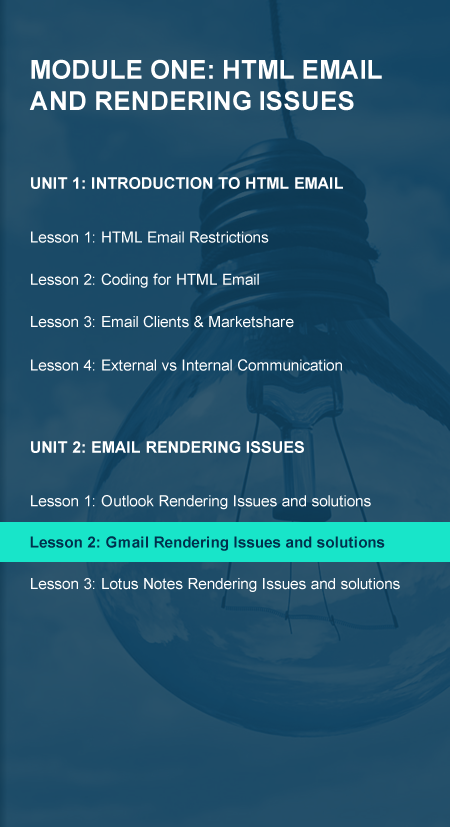 MODULE ONE: HTML EMAIL
AND RENDERING ISSUES
UNIT 1: INTRODUCTION TO HTML EMAIL
Lesson 1: HTML Email Restrictions
Lesson 2: Coding for HTML Email
Lesson 3: Email Clients & Marketshare
Lesson 4: External vs Internal Communication
UNIT 2: EMAIL RENDERING ISSUES
Lesson 1: Outlook Rendering Issues and solutions
Lesson 2: Gmail Rendering Issues and solutions
Lesson 3: Lotus Notes Rendering Issues and solutions